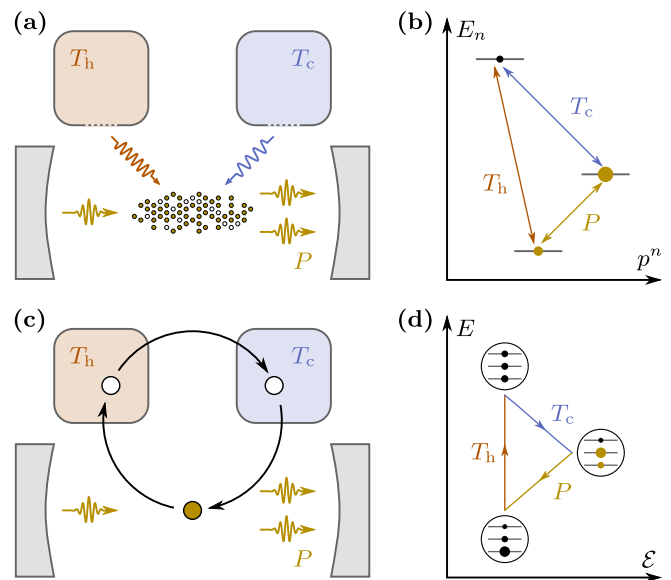 (a)
T_h
T_c
P
(b)
E_n
T_c
T_h
P
p^n
(c)
T_h
T_c
P
(d)
E
T_c
T_h
P
ℰ